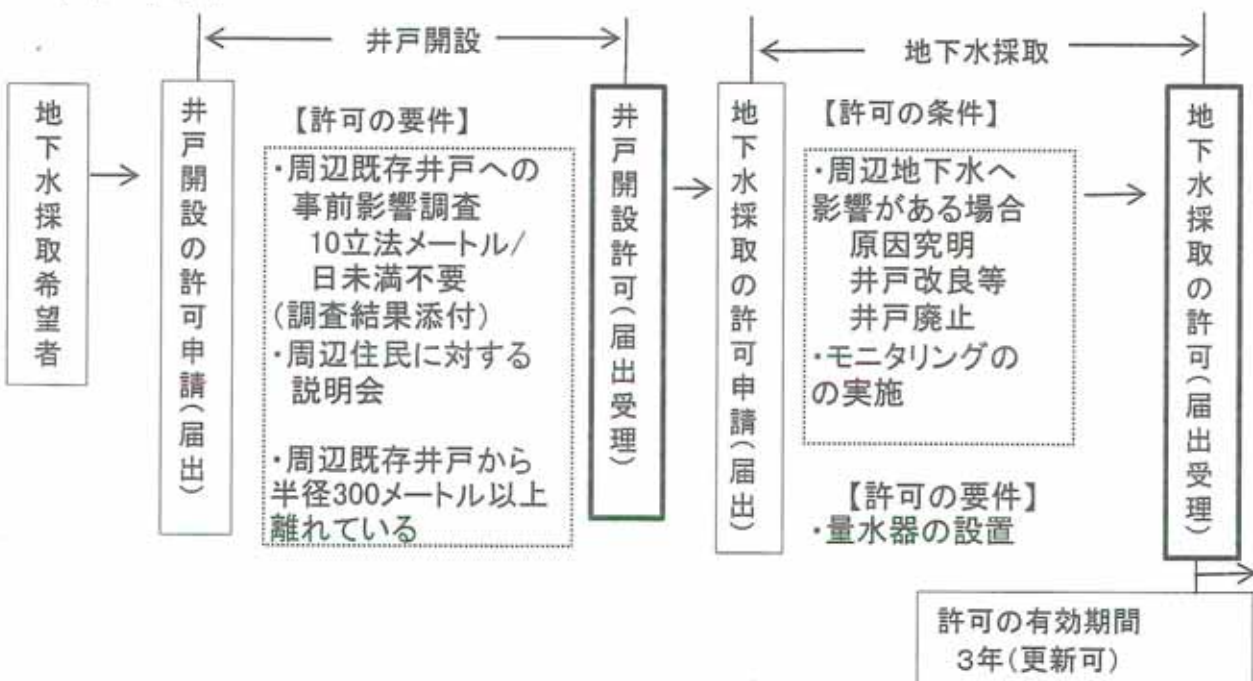 井戸開設
地下水採取
地下水採取希望者
井戸開設の許可申請(届出)
【許可の要件】
・周辺既存井戸への
事前影響調査
10立法メートル/
日未満不要
(調査結果添付)
・周辺住民に対する
説明会
・周辺既存井戸から
半径300メートル以上
離れている
井戸開設許可(届出受理)
地下水採取の許可申請(届出)
【許可の条件】
・周辺地下水へ
影響がある場合
原因究明
井戸改良等
井戸廃止
・モニタリングの
の実施
【許可の要件】
・量水器の設置
地下水採取の許可(届出受理)
許可の有効期間
3年(更新可)